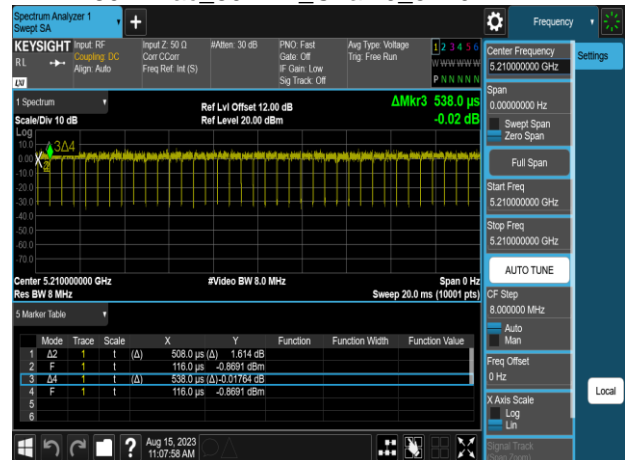 Spectrum Analyzer 1
Swept SA
+
Frequency
KEYSIGHT
RL
LXI
Input: RF
Coupling: DC
Align: Auto
Input Z: 50 Ω
Corr CCorr
Freq Ref: Int (S)
#Atten: 30 dB
PNO: Fast
Gate: Off
IF Gain: Low
Sig Track: Off
Avg Type: Voltage
Trig: Free Run
1 2 3 4 5 6
W W W W W W
P N N N N N
Center Frequency
5.210000000 GHz
Settings
Span
0.00000000 Hz
Swept Span
Zero Span
Full Span
Start Freq
5.210000000 GHz
Stop Freq
5.210000000 GHz
AUTO TUNE
CF Step
8.000000 MHz
Auto
Man
Freq Offset
0 Hz
X Axis Scale
Log
Lin
Signal Track
(Span Zoom)
Local
1 Spectrum
Scale/Div 10 dB
Ref Lvl Offset 12.00 dB
Ref Level 20.00 dBm
ΔMkr3 538.0 µs
-0.02 dB
Log
10.0
0.00
-10.0
-20.0
-30.0
-40.0
-50.0
-60.0
-70.0
3Δ4
Center 5.210000000 GHz
Res BW 8 MHz
#Video BW 8.0 MHz
Span 0 Hz
Sweep 20.0 ms (10001 pts)
5 Marker Table
Mode Trace Scale X Y Function Function Width Function Value
1 Δ2 1 t (Δ) 508.0 µs (Δ) 1.614 dB
2 F 1 t 116.0 µs -0.8691 dBm
3 Δ4 1 t (Δ) 538.0 µs (Δ) -0.01764 dB
4 F 1 t 116.0 µs -0.8691 dBm
5
6
?
Aug 15, 2023
11:07:58 AM